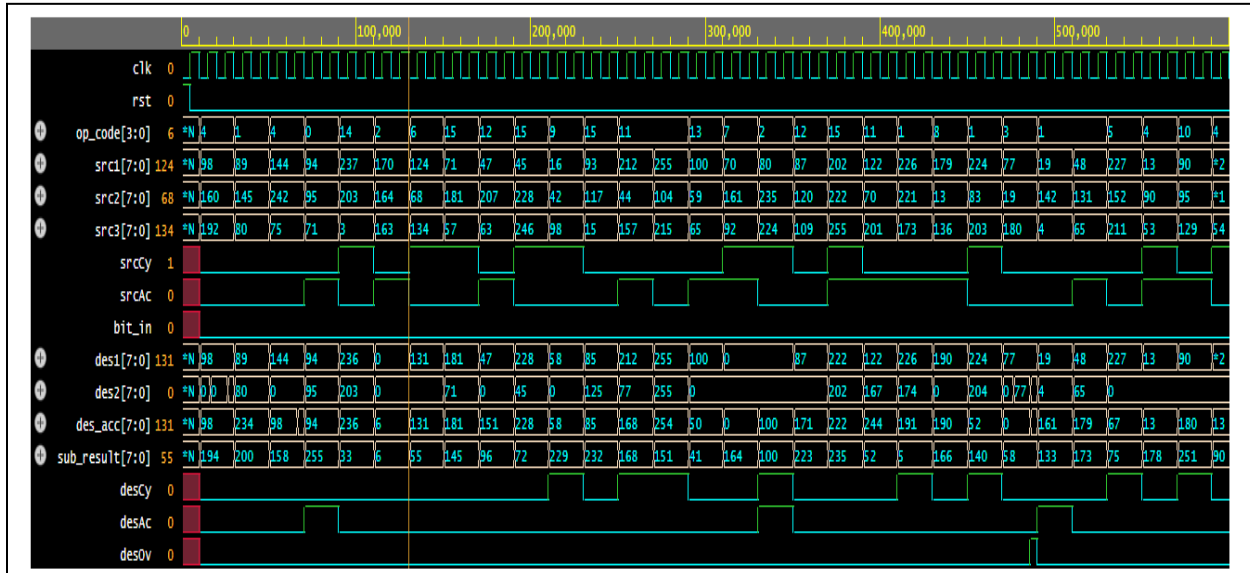 0 100,000 200,000 300,000 400,000 500,000
clk 0
rst 0
op_code[3:0] 6 *N 4 1 4 0 14 2 6 15 12 15 9 15 11 13 7 2 12 15 11 1 8 1 3 1 5 4 10 4
src1[7:0] 124 *N 98 89 144 94 237 170 124 71 47 45 16 93 212 255 100 70 80 87 202 122 226 179 224 77 19 48 227 13 90 *2
src2[7:0] 68 *N 160 145 242 95 203 164 68 181 207 228 42 117 44 104 59 161 235 120 222 70 221 13 83 19 142 131 152 90 95 *1
src3[7:0] 134 *N 192 80 75 71 3 163 134 57 63 246 98 15 157 215 65 92 224 109 255 201 173 136 203 180 4 65 211 53 129 54
srcCy 1
srcAc 0
bit_in 0
des1[7:0] 131 *N 98 89 144 94 236 0 131 181 47 228 58 85 212 255 100 0 87 222 122 226 190 224 77 19 48 227 13 90 *2
des2[7:0] 0 *N 0 0 80 0 95 203 0 71 0 45 0 125 77 255 0 202 167 174 0 204 0 77 4 65 0
des_acc[7:0] 131 *N 98 234 98 94 236 6 131 181 151 228 58 85 168 254 50 0 100 171 222 244 191 190 52 0 161 179 67 13 180 13
sub_result[7:0] 55 *N 194 200 158 255 33 6 55 145 96 72 229 232 168 151 41 164 100 223 235 52 5 166 140 58 133 173 75 178 251 90
desCy 0
desAc 0
desOv 0